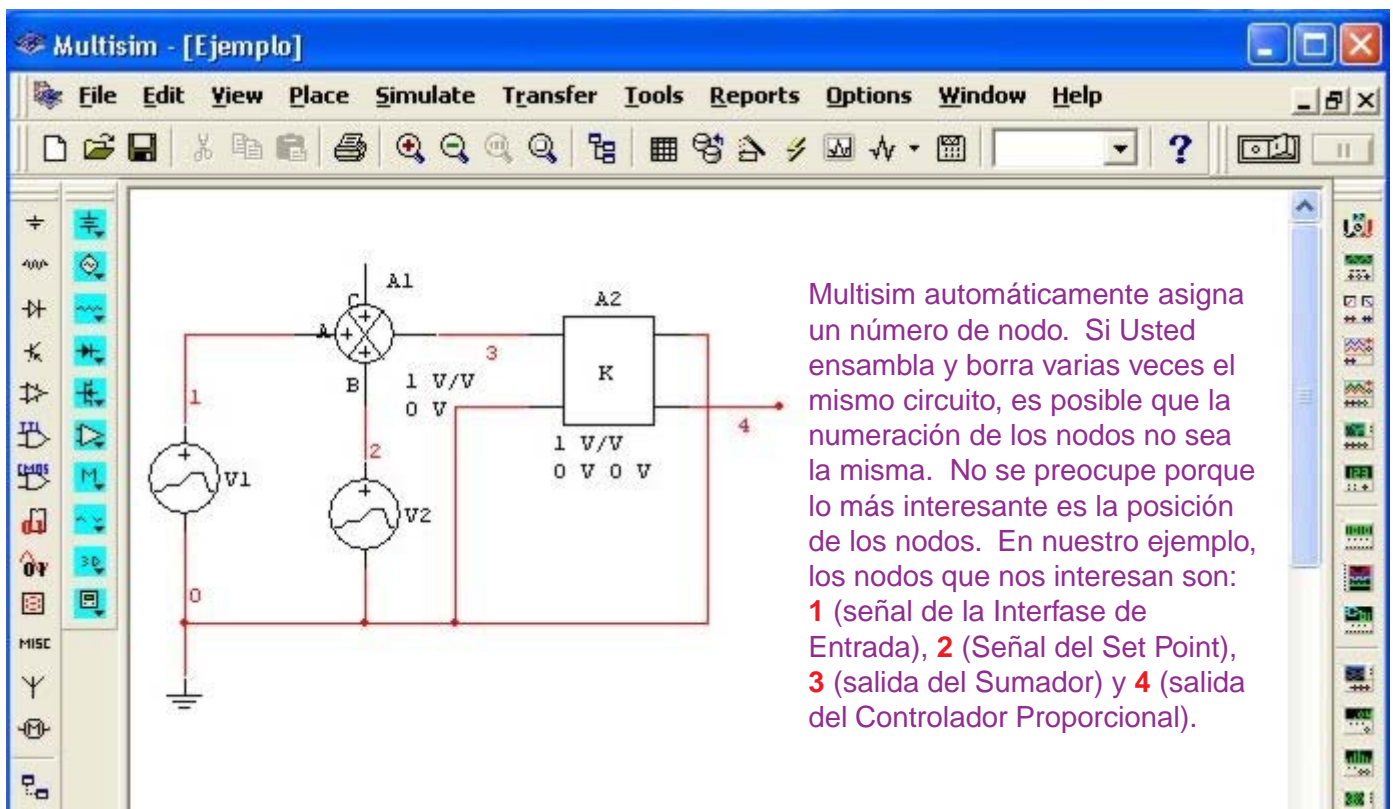 Multisim - [Ejemplo]
File Edit View Place Simulate Transfer Tools Reports Options Window Help
A1
C
A
B
3
1 V/V
0 V
A2
K
1 V/V
0 V 0 V
4
1
2
V1
V2
0
Multisim automáticamente asigna
un número de nodo. Si Usted
ensambla y borra varias veces el
mismo circuito, es posible que la
numeración de los nodos no sea
la misma. No se preocupe porque
lo más interesante es la posición
de los nodos. En nuestro ejemplo,
los nodos que nos interesan son:
1 (señal de la Interfase de
Entrada), 2 (Señal del Set Point),
3 (salida del Sumador) y 4 (salida
del Controlador Proporcional).
TTL
CMOS
MISC
M
3D